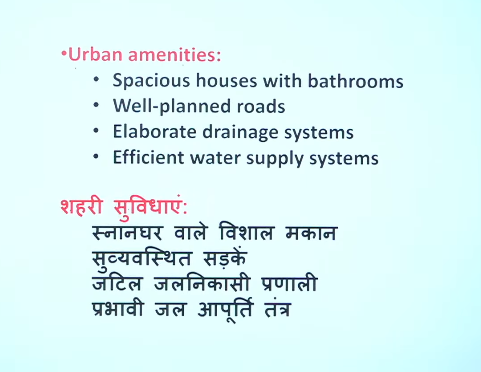 •Urban amenities:
• Spacious houses with bathrooms
• Well-planned roads
• Elaborate drainage systems
• Efficient water supply systems
शहरी सुविधाएं:
स्नानघर वाले विशाल मकान
सुव्यवस्थित सड़कें
जटिल जलनिकासी प्रणाली
प्रभावी जल आपूर्ति तंत्र